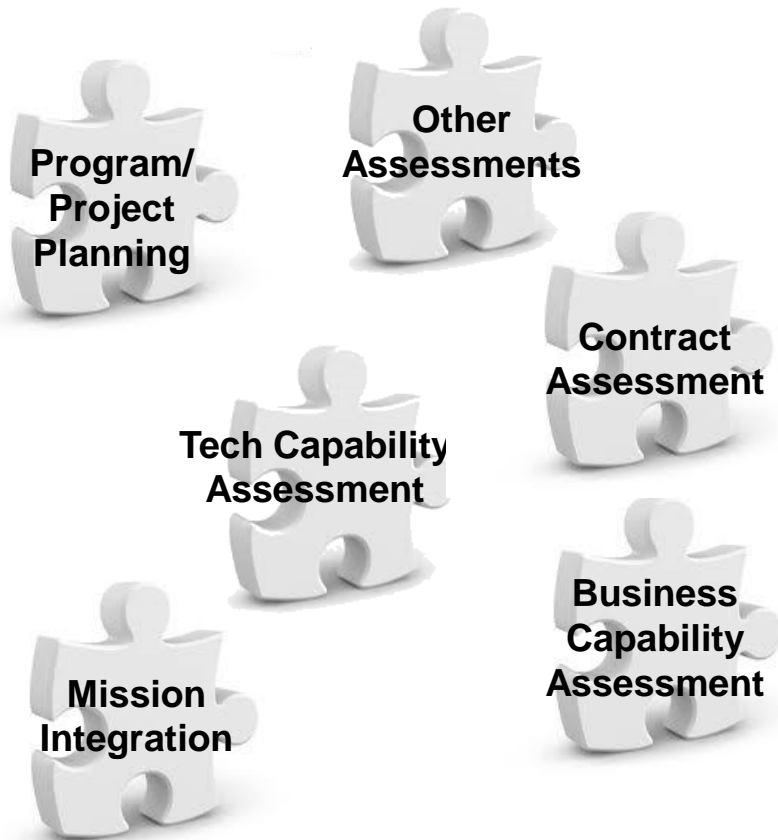 Other
Assessments
Program/
Project
Planning
Contract
Assessment
Tech Capability
Assessment
Business
Capability
Assessment
Mission
Integration